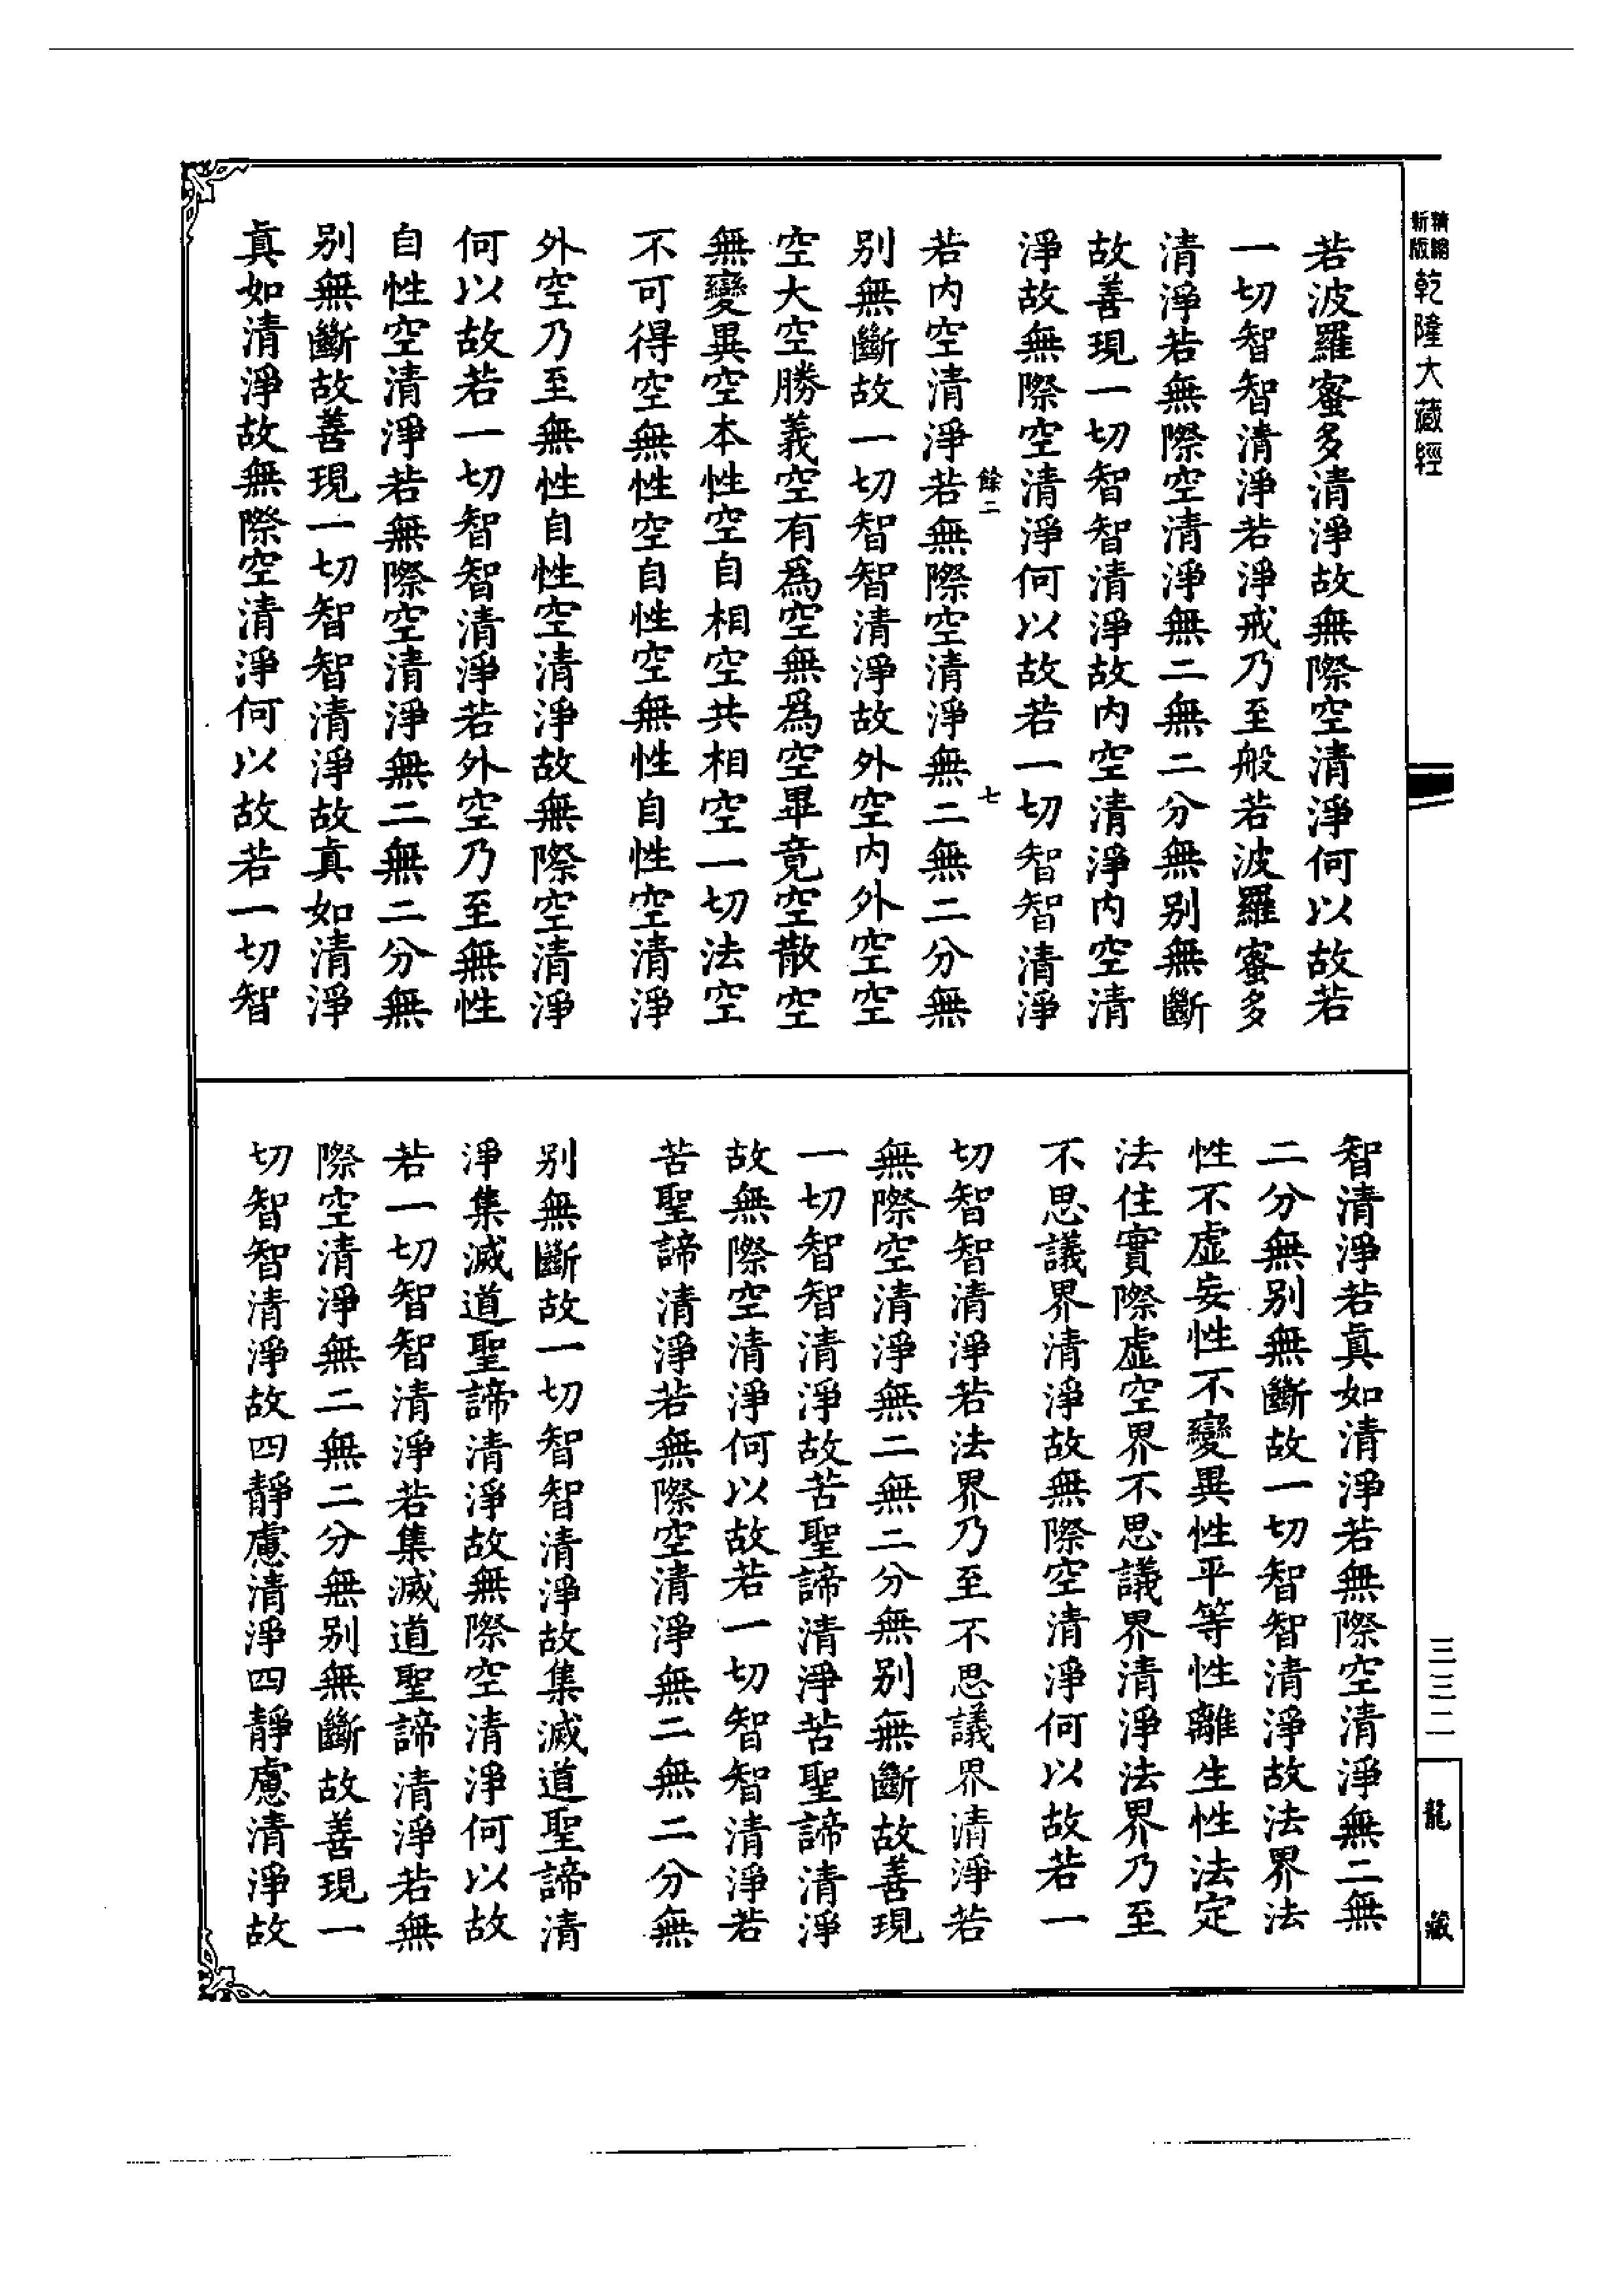 精縮新版 乾隆大藏經
若波羅蜜多清淨故無際空清淨何以故若
一切智智清淨若淨戒乃至般若波羅蜜多
清淨若無際空清淨無二無二分無別無斷
故善現一切智智清淨故內空清淨內空清
淨故無際空清淨何以故若一切智智清淨
餘二 七
若內空清淨若無際空清淨無二無二分無
別無斷故一切智智清淨故外空內外空空
空大空勝義空有為空無為空畢竟空散空
無變異空本性空自相空共相空一切法空
不可得空無性空自性空無性自性空清淨
外空乃至無性自性空清淨故無際空清淨
何以故若一切智智清淨若外空乃至無性
自性空清淨若無際空清淨無二無二分無
別無斷故善現一切智智清淨故真如清淨
真如清淨故無際空清淨何以故若一切智
智清淨若真如清淨若無際空清淨無二無
二分無別無斷故一切智智清淨故法界法
性不虛妄性不變異性平等性離生性法定
法住實際虛空界不思議界清淨法界乃至
不思議界清淨故無際空清淨何以故若一
切智智清淨若法界乃至不思議界清淨若
無際空清淨無二無二分無別無斷故善現
一切智智清淨故苦聖諦清淨苦聖諦清淨
故無際空清淨何以故若一切智智清淨若
苦聖諦清淨若無際空清淨無二無二分無
別無斷故一切智智清淨故集滅道聖諦清
淨集滅道聖諦清淨故無際空清淨何以故
若一切智智清淨若集滅道聖諦清淨若無
際空清淨無二無二分無別無斷故善現一
切智智清淨故四靜慮清淨四靜慮清淨故
三三二
龍藏